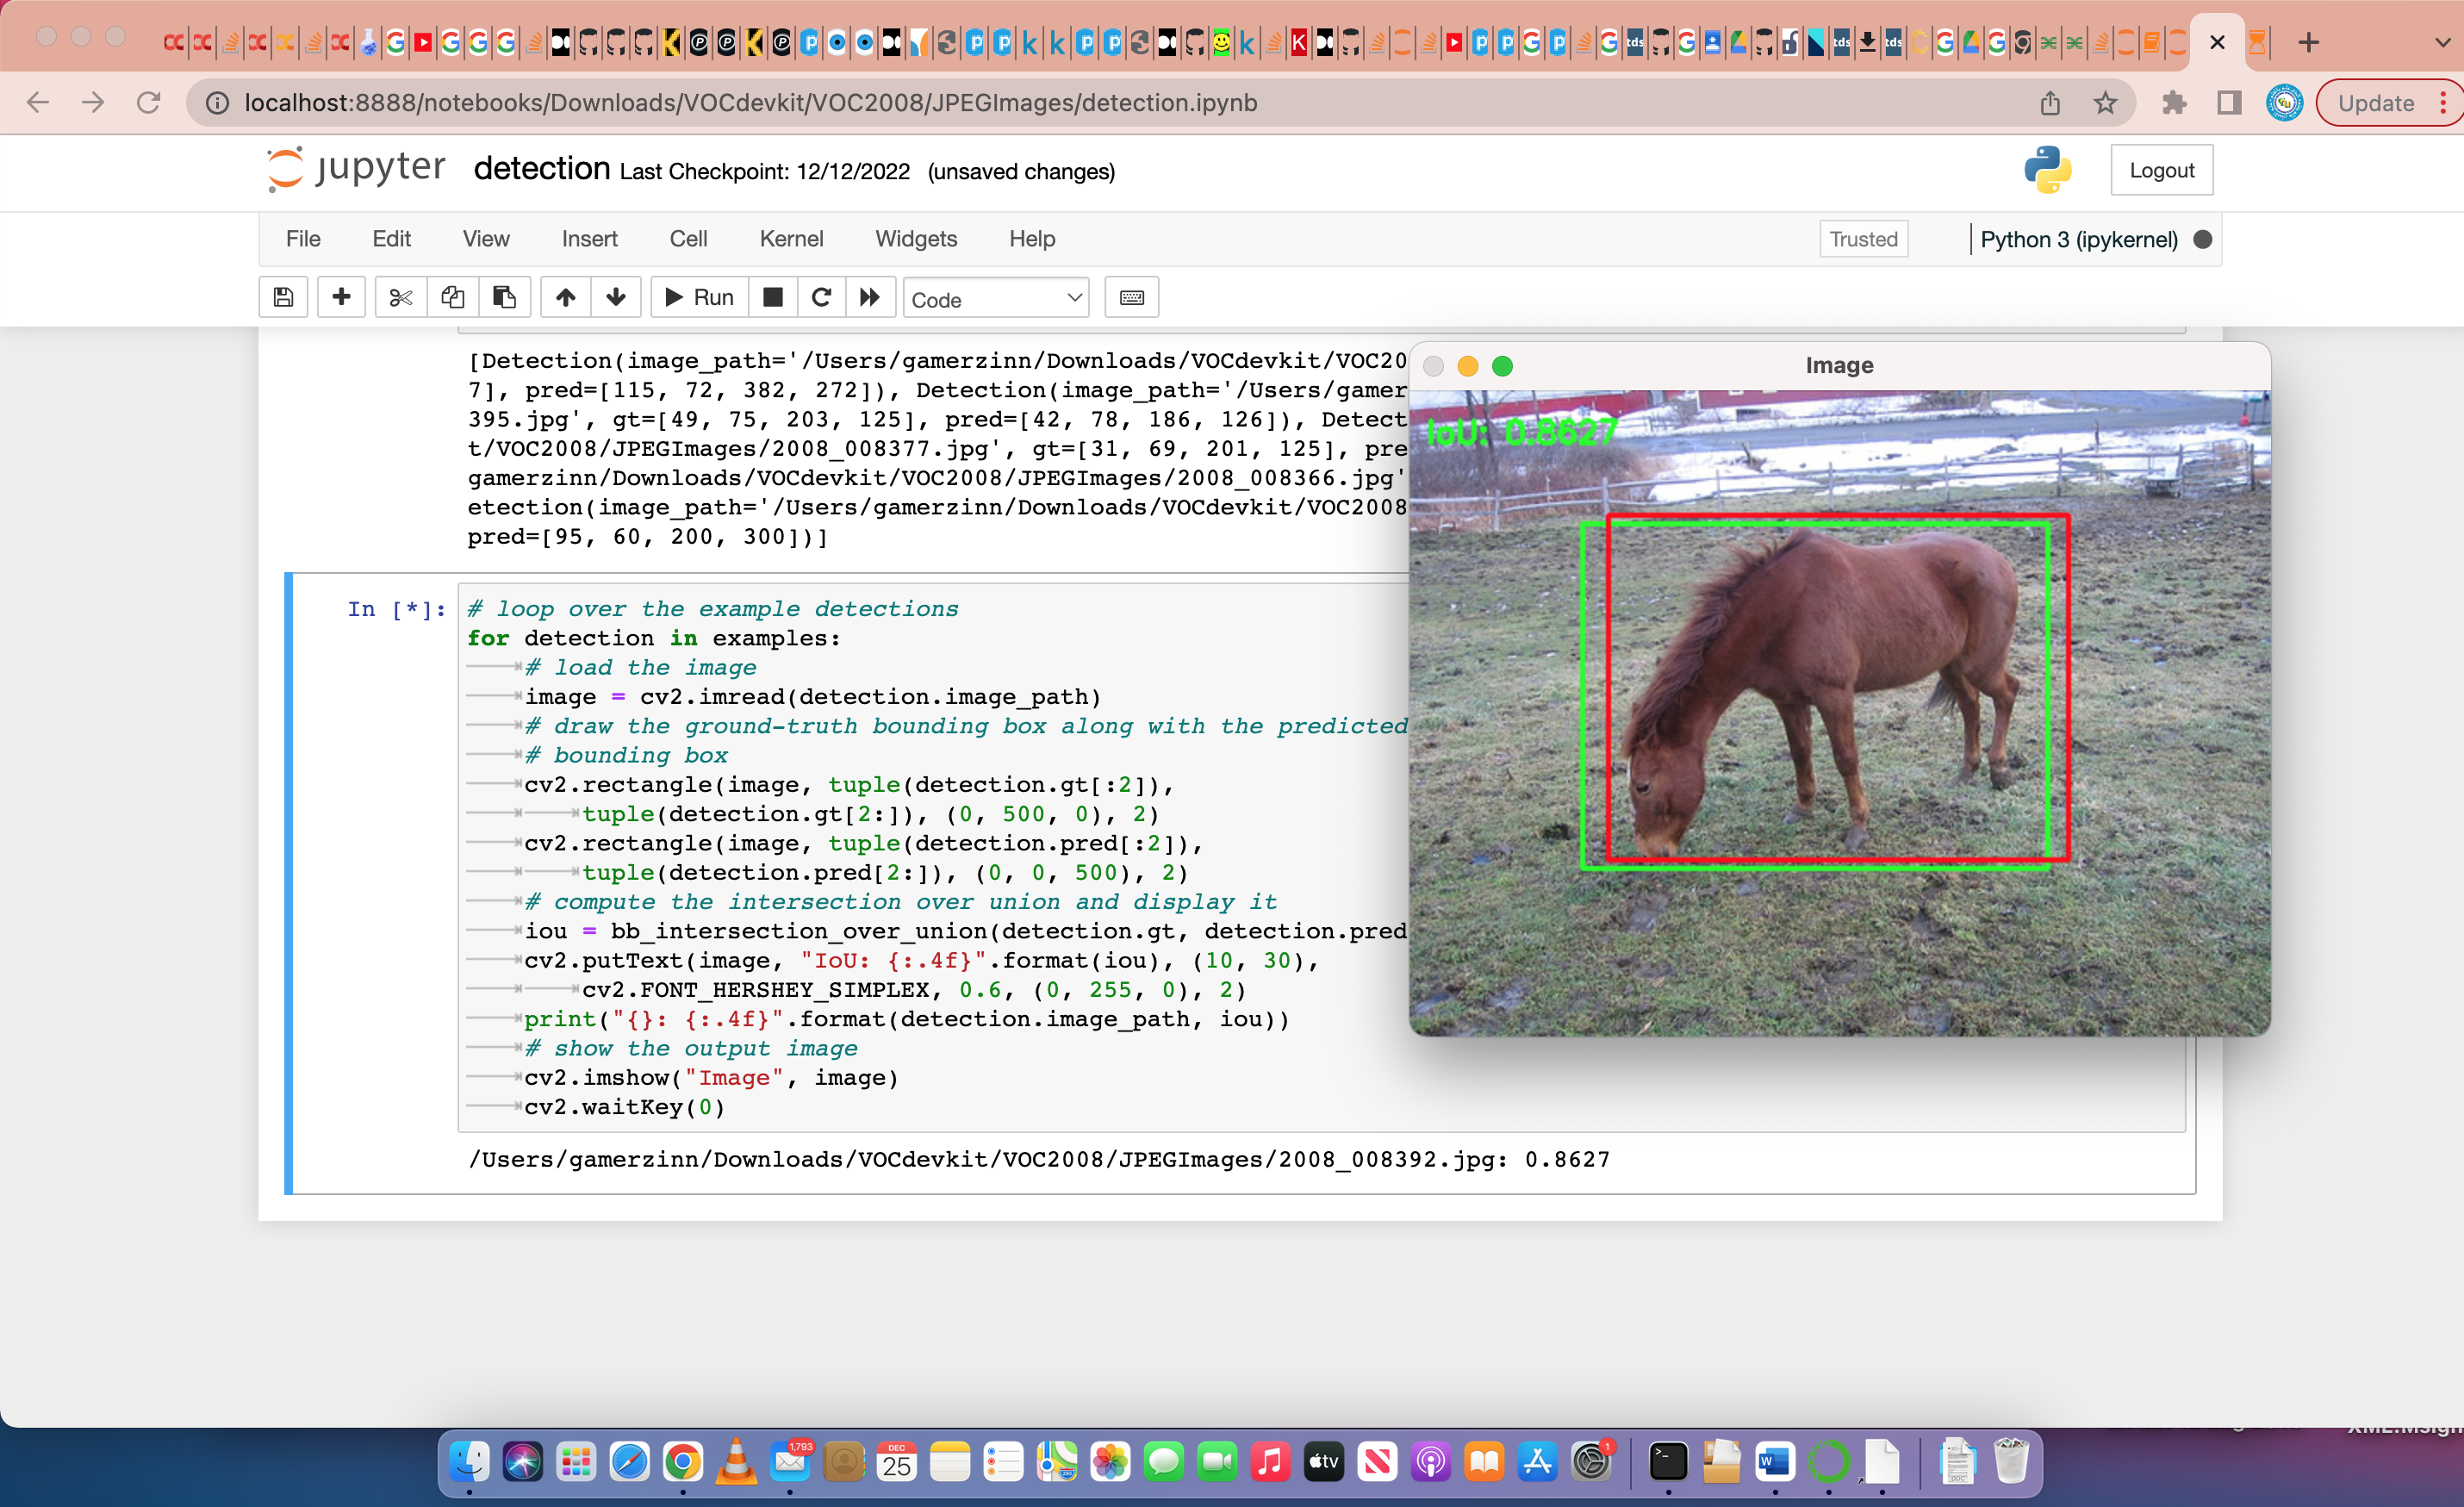 localhost:8888/notebooks/Downloads/VOCdevkit/VOC2008/JPEGImages/detection.ipynb
Update
jupyter detection Last Checkpoint: 12/12/2022 (unsaved changes)
Logout
File Edit View Insert Cell Kernel Widgets Help
Trusted
Python 3 (ipykernel)
Run
Code
[Detection(image_path='/Users/gamerzinn/Downloads/VOCdevkit/VOC20
7], pred=[115, 72, 382, 272]), Detection(image_path='/Users/gamer
395.jpg', gt=[49, 75, 203, 125], pred=[42, 78, 186, 126]), Detect
t/VOC2008/JPEGImages/2008_008377.jpg', gt=[31, 69, 201, 125], pre
gamerzinn/Downloads/VOCdevkit/VOC2008/JPEGImages/2008_008366.jpg'
etection(image_path='/Users/gamerzinn/Downloads/VOCdevkit/VOC2008
pred=[95, 60, 200, 300])]
Image
IoU: 0.8627
In [*]:
# loop over the example detections
for detection in examples:
# load the image
image = cv2.imread(detection.image_path)
# draw the ground-truth bounding box along with the predicted
# bounding box
cv2.rectangle(image, tuple(detection.gt[:2]),
tuple(detection.gt[2:]), (0, 500, 0), 2)
cv2.rectangle(image, tuple(detection.pred[:2]),
tuple(detection.pred[2:]), (0, 0, 500), 2)
# compute the intersection over union and display it
iou = bb_intersection_over_union(detection.gt, detection.pred
cv2.putText(image, "IoU: {:.4f}".format(iou), (10, 30),
cv2.FONT_HERSHEY_SIMPLEX, 0.6, (0, 255, 0), 2)
print("{}: {:.4f}".format(detection.image_path, iou))
# show the output image
cv2.imshow("Image", image)
cv2.waitKey(0)
/Users/gamerzinn/Downloads/VOCdevkit/VOC2008/JPEGImages/2008_008392.jpg: 0.8627
1,793
DEC
25
tv
1